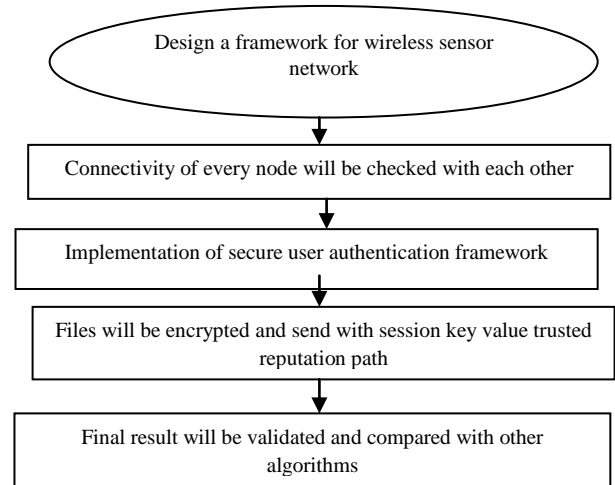 Design a framework for wireless sensor
network
Connectivity of every node will be checked with each other
Implementation of secure user authentication framework
Files will be encrypted and send with session key value trusted
reputation path
Final result will be validated and compared with other
algorithms